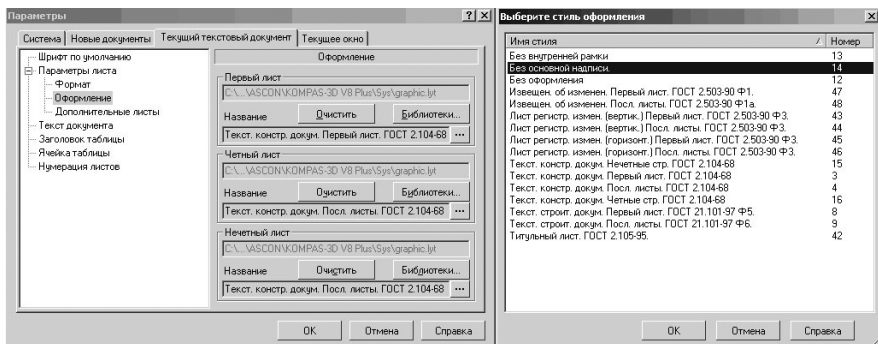 Параметры
Система
Новые документы
Текущий текстовый документ
Текущее окно
Шрифт по умолчанию
Параметры листа
Формат
Оформление
Дополнительные листы
Текст документа
Заголовок таблицы
Ячейка таблицы
Нумерация листов
Оформление
Первый лист
C:\...\ASCON\KOMPAS-3D V8 Plus\Sys\graphic.lyt
Название
Очистить
Библиотеки...
Текст. констр. докум. Первый лист. ГОСТ 2.104-68 ...
Четный лист
C:\...\ASCON\KOMPAS-3D V8 Plus\Sys\graphic.lyt
Название
Очистить
Библиотеки...
Текст. констр. докум. Посл. листы. ГОСТ 2.104-68 ...
Нечетный лист
C:\...\ASCON\KOMPAS-3D V8 Plus\Sys\graphic.lyt
Название
Очистить
Библиотеки...
Текст. констр. докум. Посл. листы. ГОСТ 2.104-68 ...
OK
Отмена
Справка
Выберите стиль оформления
Имя стиля / Номер
Без внутренней рамки 13
Без основной надписи. 14
Без оформления 12
Извещен. об изменен. Первый лист. ГОСТ 2.503-90 Ф1. 47
Извещен. об изменен. Посл. листы. ГОСТ 2.503-90 Ф1а. 48
Лист регистр. измен. (вертик.) Первый лист. ГОСТ 2.503-90 Ф3. 43
Лист регистр. измен. (вертик.) Посл. листы. ГОСТ 2.503-90 Ф3. 44
Лист регистр. измен. (горизонт.) Первый лист. ГОСТ 2.503-90 Ф3. 45
Лист регистр. измен. (горизонт.) Посл. листы. ГОСТ 2.503-90 Ф3. 46
Текст. констр. докум. Нечетные стр. ГОСТ 2.104-68 15
Текст. констр. докум. Первый лист. ГОСТ 2.104-68 3
Текст. констр. докум. Посл. листы. ГОСТ 2.104-68 4
Текст. констр. докум. Четные стр. ГОСТ 2.104-68 16
Текст. строит. докум. Первый лист. ГОСТ 21.101-97 Ф5. 8
Текст. строит. докум. Посл. листы. ГОСТ 21.101-97 Ф6. 9
Титульный лист. ГОСТ 2.105-95. 42
OK
Отмена
Справка